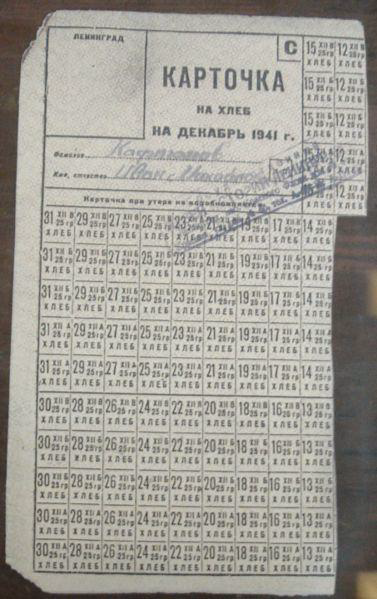 ЛЕНИНГРАД
С
КАРТОЧКА
НА ХЛЕБ
НА ДЕКАБРЬ 1941 г.
Фамилия
Имя, отчество Иван
Карточка при утере не возобновляется.
15 XII В 25 гр 12 XII В 25 гр
ХЛЕБ ХЛЕБ
15 XII Б 25 гр 12 XII Б 25 гр
ХЛЕБ ХЛЕБ
15 25 гр 12 25 гр
ХЛЕБ ХЛЕБ
15 12
ХЛЕБ
12
ХЛЕБ
31 XII В 25 гр 29 XII В 25 гр 27 XII В 25 гр 25 XII В 25 гр 23 XII В 25 гр 21 XII В 25 гр 19 XII В 25 гр 17 XII В 25 гр 14 XII В 25 гр
ХЛЕБ ХЛЕБ ХЛЕБ ХЛЕБ ХЛЕБ ХЛЕБ ХЛЕБ ХЛЕБ ХЛЕБ
31 XII Б 25 гр 29 XII Б 25 гр 27 XII Б 25 гр 25 XII Б 25 гр 23 XII Б 25 гр 21 XII Б 25 гр 19 XII Б 25 гр 17 XII Б 25 гр 14 XII Б 25 гр
ХЛЕБ ХЛЕБ ХЛЕБ ХЛЕБ ХЛЕБ ХЛЕБ ХЛЕБ ХЛЕБ ХЛЕБ
31 XII Б 25 гр 29 XII Б 25 гр 27 XII Б 25 гр 25 XII Б 25 гр 23 XII Б 25 гр 21 XII Б 25 гр 19 XII Б 25 гр 17 XII Б 25 гр 14 XII Б 25 гр
ХЛЕБ ХЛЕБ ХЛЕБ ХЛЕБ ХЛЕБ ХЛЕБ ХЛЕБ ХЛЕБ ХЛЕБ
31 XII А 25 гр 29 XII А 25 гр 27 XII А 25 гр 25 XII А 25 гр 23 XII А 25 гр 21 XII А 25 гр 19 XII А 25 гр 17 XII А 25 гр 14 XII А 25 гр
ХЛЕБ ХЛЕБ ХЛЕБ ХЛЕБ ХЛЕБ ХЛЕБ ХЛЕБ ХЛЕБ ХЛЕБ
31 XII А 25 гр 29 XII А 25 гр 27 XII А 25 гр 25 XII А 25 гр 23 XII А 25 гр 21 XII А 25 гр 19 XII А 25 гр 17 XII А 25 гр 14 XII А 25 гр
ХЛЕБ ХЛЕБ ХЛЕБ ХЛЕБ ХЛЕБ ХЛЕБ ХЛЕБ ХЛЕБ ХЛЕБ
30 XII В 25 гр 28 XII В 25 гр 26 XII В 25 гр 24 XII В 25 гр 22 XII В 25 гр 20 XII В 25 гр 18 XII В 25 гр 16 XII В 25 гр 13 XII В 25 гр
ХЛЕБ ХЛЕБ ХЛЕБ ХЛЕБ ХЛЕБ ХЛЕБ ХЛЕБ ХЛЕБ ХЛЕБ
30 XII Б 25 гр 28 XII Б 25 гр 26 XII Б 25 гр 24 XII Б 25 гр 22 XII Б 25 гр 20 XII Б 25 гр 18 XII Б 25 гр 16 XII Б 25 гр 13 XII Б 25 гр
ХЛЕБ ХЛЕБ ХЛЕБ ХЛЕБ ХЛЕБ ХЛЕБ ХЛЕБ ХЛЕБ ХЛЕБ
30 XII Б 25 гр 28 XII Б 25 гр 26 XII Б 25 гр 24 XII Б 25 гр 22 XII Б 25 гр 20 XII Б 25 гр 18 XII Б 25 гр 16 XII Б 25 гр 13 XII Б 25 гр
ХЛЕБ ХЛЕБ ХЛЕБ ХЛЕБ ХЛЕБ ХЛЕБ ХЛЕБ ХЛЕБ ХЛЕБ
30 XII А 25 гр 28 XII А 25 гр 26 XII А 25 гр 24 XII А 25 гр 22 XII А 25 гр 20 XII А 25 гр 18 XII А 25 гр 16 XII А 25 гр 13 XII А 25 гр
ХЛЕБ ХЛЕБ ХЛЕБ ХЛЕБ ХЛЕБ ХЛЕБ ХЛЕБ ХЛЕБ ХЛЕБ
30 XII А 25 гр 28 XII А 25 гр 26 XII А 25 гр 24 XII А 25 гр 22 XII А 25 гр 20 XII А 25 гр 18 XII А 25 гр 16 XII А 25 гр 13 XII А 25 гр
ХЛЕБ ХЛЕБ ХЛЕБ ХЛЕБ ХЛЕБ ХЛЕБ ХЛЕБ ХЛЕБ ХЛЕБ